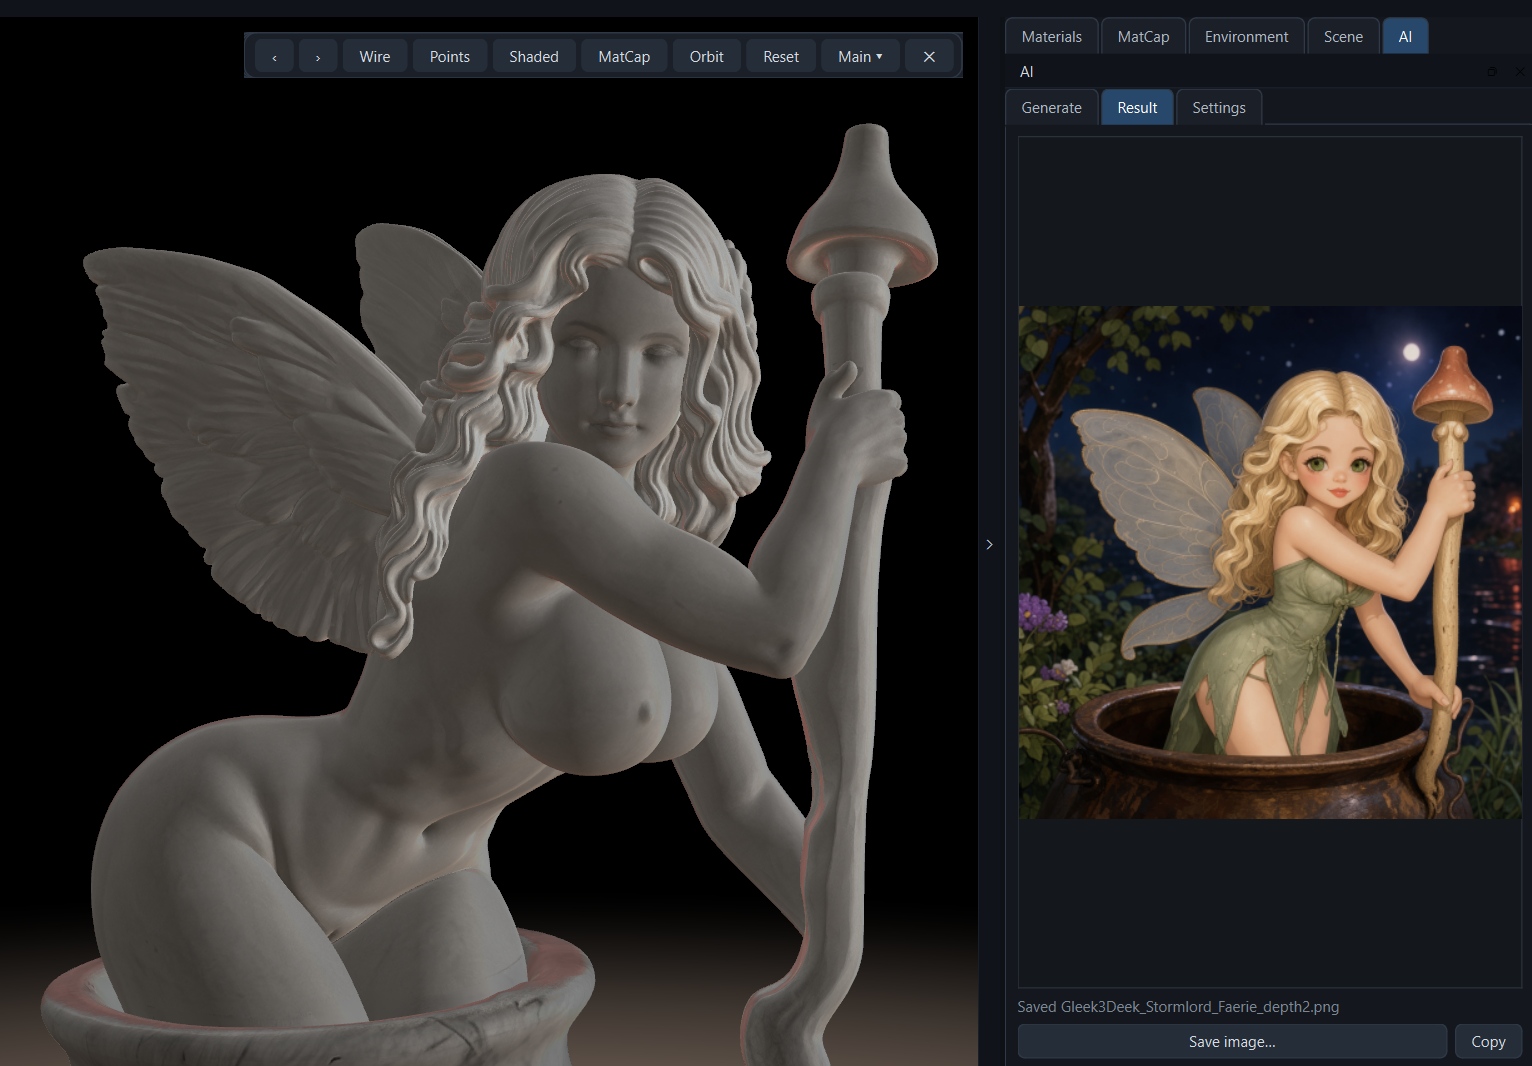 ‹ › Wire Points Shaded MatCap Orbit Reset Main ▾ ✕
Materials MatCap Environment Scene AI
AI
Generate Result Settings
›
Saved Gleek3Deek_Stormlord_Faerie_depth2.png
Save image... Copy